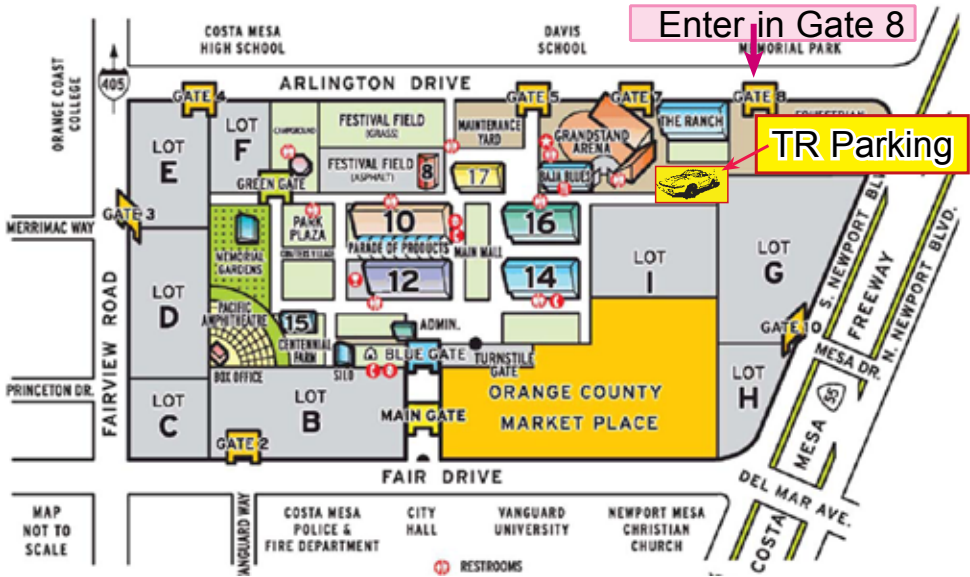 Enter in Gate 8
COSTA MESA
HIGH SCHOOL
DAVIS
SCHOOL
MEMORIAL PARK
ORANGE COAST
COLLEGE
405
ARLINGTON DRIVE
GATE 4
GATE 5
GATE 7
GATE 8
EQUESTRIAN
LOT
E
LOT
F
CAMPGROUND
FESTIVAL FIELD
(GRASS)
MAINTENANCE
YARD
GRANDSTAND
ARENA
THE RANCH
TR Parking
FESTIVAL FIELD
(ASPHALT)
8
17
BAJA BLUES
GREEN GATE
GATE 3
MERRIMAC WAY
PARK
PLAZA
10
PARADE OF PRODUCTS
MAIN MALL
16
LOT
I
LOT
G
MEMORIAL
GARDENS
12
14
S. NEWPORT BLVD.
FREEWAY
N. NEWPORT BLVD.
LOT
D
FAIRVIEW ROAD
PACIFIC
AMPHITHEATRE
15
CENTENNIAL
FARM
ADMIN.
GATE 10
BLUE GATE
TURNSTILE
GATE
MESA DR.
BOX OFFICE
SILO
PRINCETON DR.
LOT
C
LOT
B
MAIN GATE
ORANGE COUNTY
MARKET PLACE
LOT
H
55
COSTA MESA
GATE 2
FAIR DRIVE
DEL MAR AVE.
MAP
NOT TO
SCALE
VANGUARD WAY
COSTA MESA
POLICE &
FIRE DEPARTMENT
CITY
HALL
VANGUARD
UNIVERSITY
NEWPORT MESA
CHRISTIAN
CHURCH
RESTROOMS